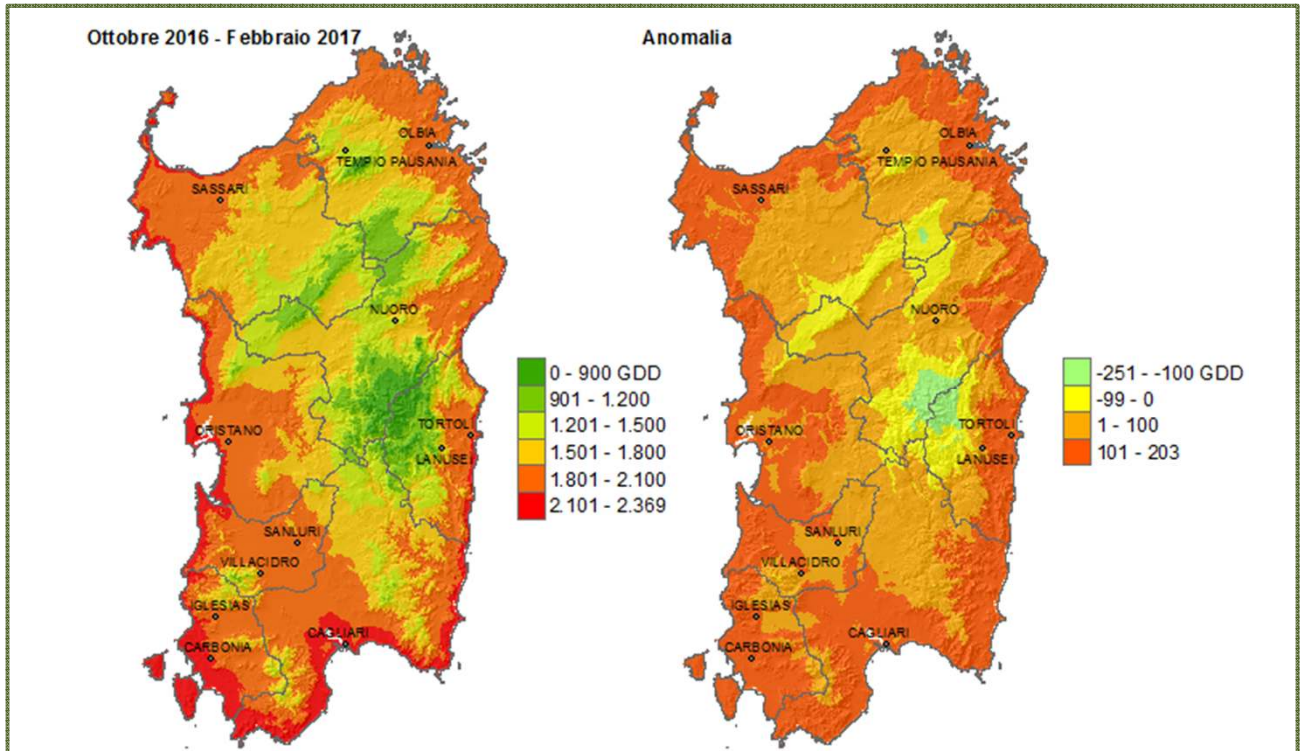 Ottobre 2016 - Febbraio 2017
OLBIA
TEMPIO PAUSANIA
SASSARI
NUORO
ORISTANO
TORTOLI
LANUSEI
SANLURI
VILLACIDRO
IGLESIAS
CAGLIARI
CARBONIA
0 - 900 GDD
901 - 1.200
1.201 - 1.500
1.501 - 1.800
1.801 - 2.100
2.101 - 2.369
Anomalia
OLBIA
TEMPIO PAUSANIA
SASSARI
NUORO
ORISTANO
TORTOLI
LANUSEI
SANLURI
VILLACIDRO
IGLESIAS
CAGLIARI
CARBONIA
-251 - -100 GDD
-99 - 0
1 - 100
101 - 203